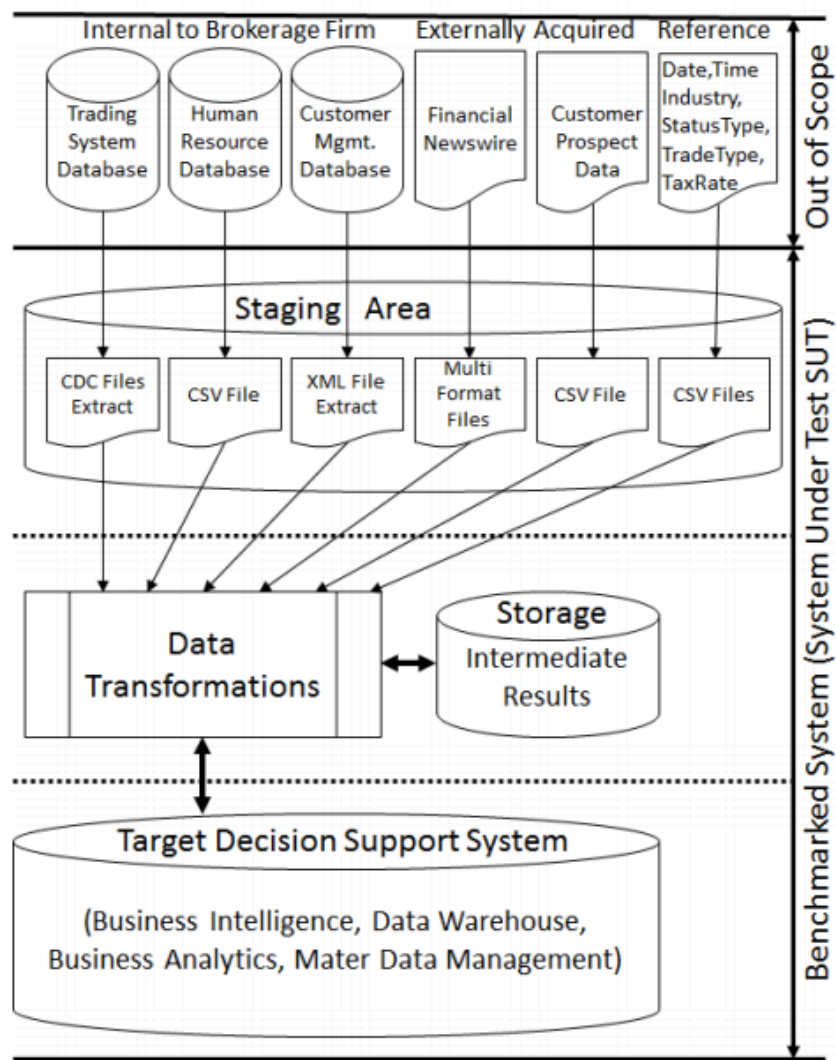 Internal to Brokerage Firm
Externally Acquired
Reference
Trading
System
Database
Human
Resource
Database
Customer
Mgmt.
Database
Financial
Newswire
Customer
Prospect
Data
Date,Time
Industry,
StatusType,
TradeType,
TaxRate
Out of Scope
Staging Area
CDC Files
Extract
CSV File
XML File
Extract
Multi
Format
Files
CSV File
CSV Files
Data
Transformations
Storage
Intermediate
Results
Target Decision Support System
(Business Intelligence, Data Warehouse,
Business Analytics, Mater Data Management)
Benchmarked System (System Under Test SUT)